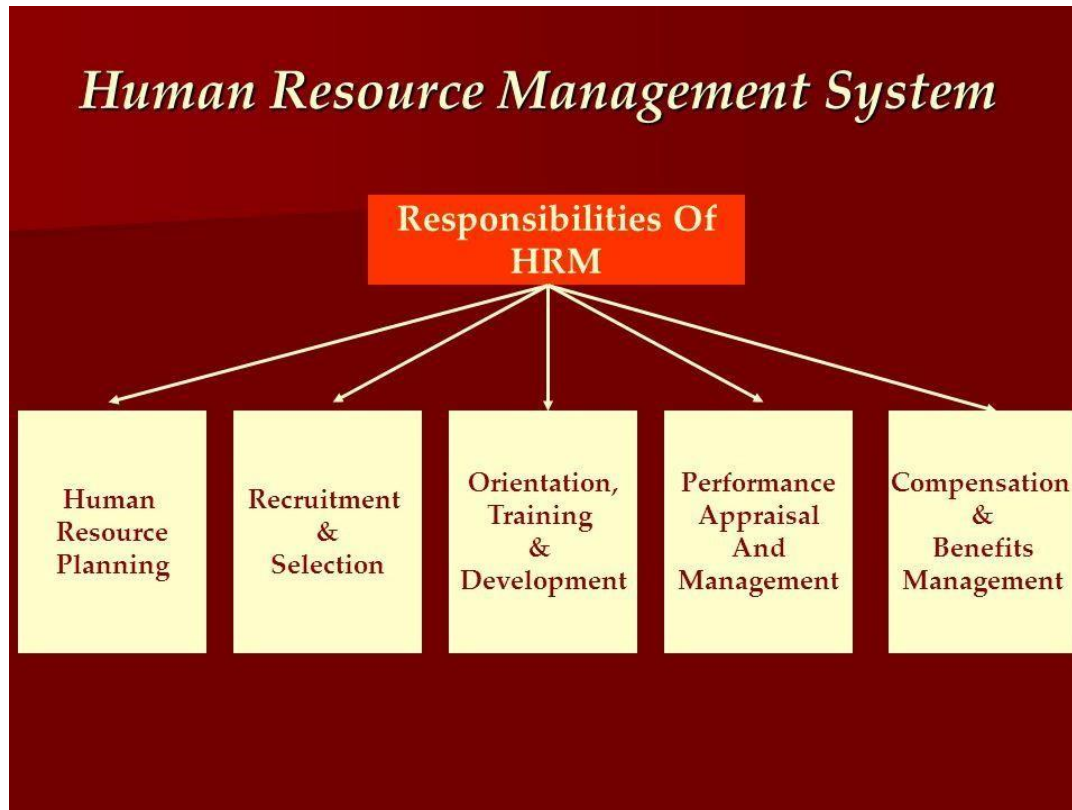 Human Resource Management System
Responsibilities Of
HRM
Human
Resource
Planning
Recruitment
&
Selection
Orientation,
Training
&
Development
Performance
Appraisal
And
Management
Compensation
&
Benefits
Management